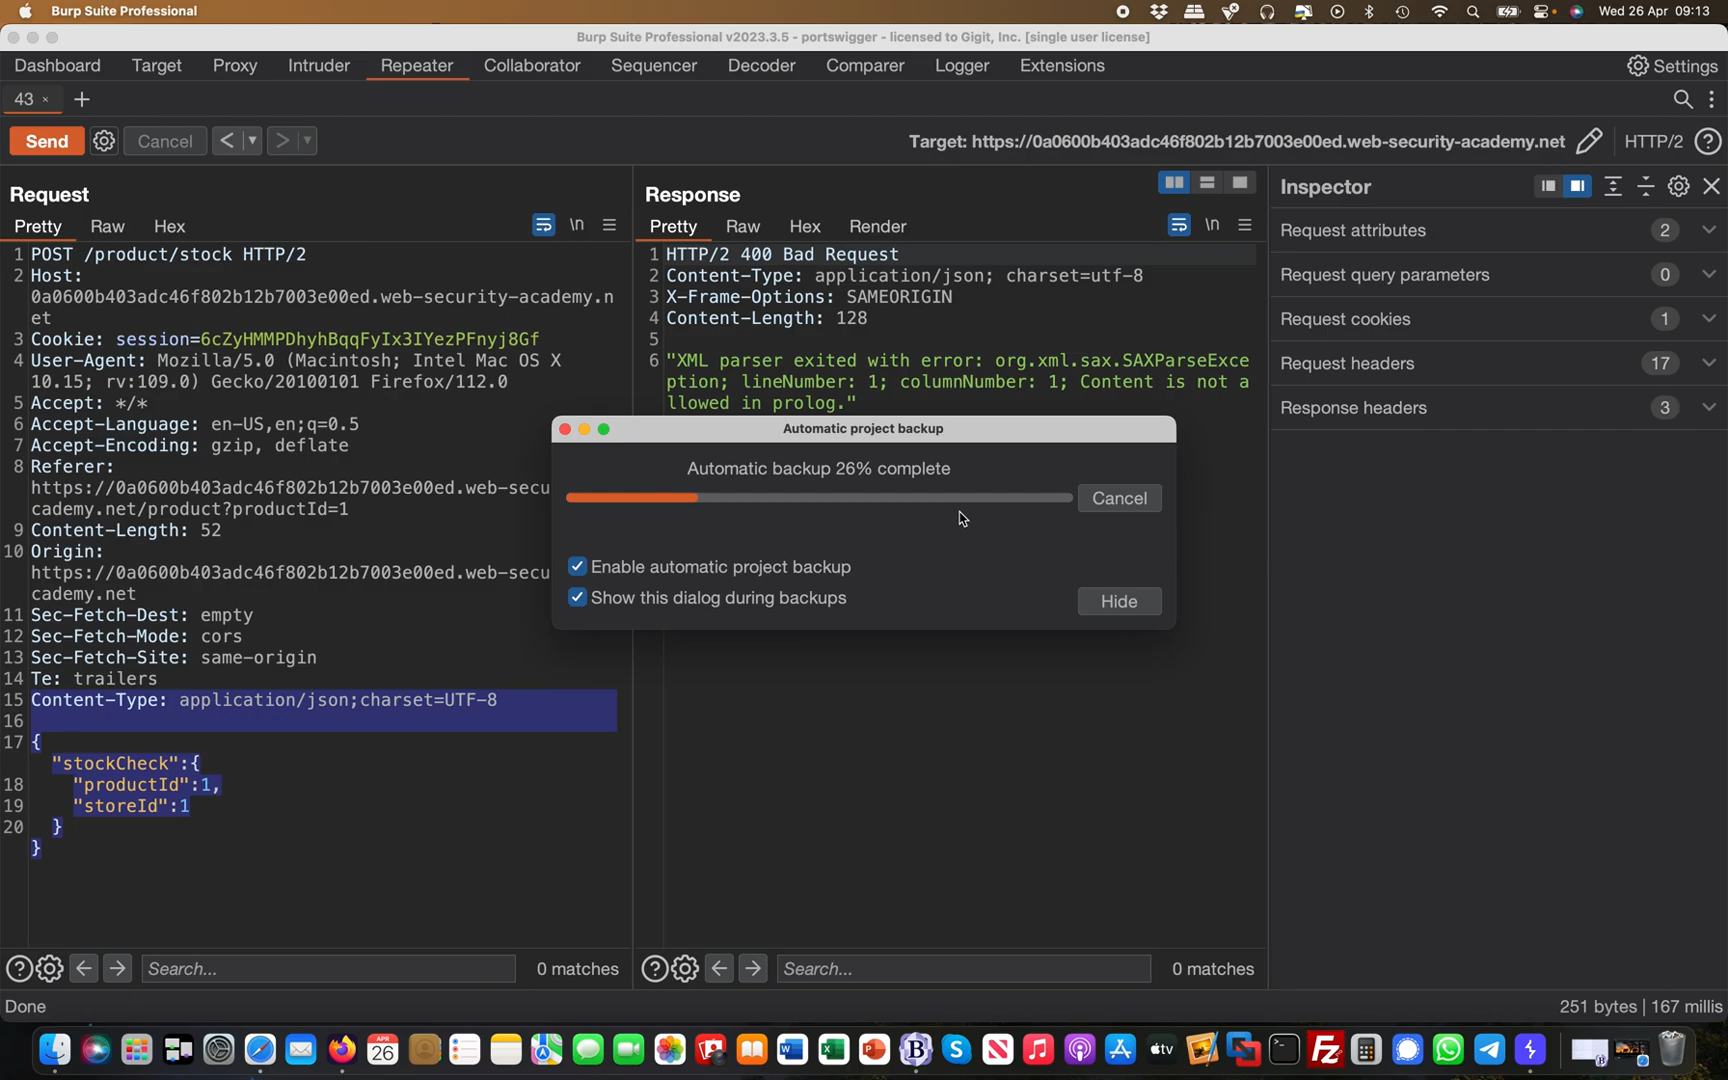 Burp Suite Professional
Wed 26 Apr 09:13
Burp Suite Professional v2023.3.5 - portswigger - licensed to Gigit, Inc. [single user license]
Dashboard Target Proxy Intruder Repeater Collaborator Sequencer Decoder Comparer Logger Extensions Settings
43 × +
Send Cancel < > Target: https://0a0600b403adc46f802b12b7003e00ed.web-security-academy.net HTTP/2 ?
Request
Pretty Raw Hex \n
1 POST /product/stock HTTP/2
2 Host:
0a0600b403adc46f802b12b7003e00ed.web-security-academy.n
et
3 Cookie: session=6cZyHMMPDhyhBqqFyIx3IYezPFnyj8Gf
4 User-Agent: Mozilla/5.0 (Macintosh; Intel Mac OS X
10.15; rv:109.0) Gecko/20100101 Firefox/112.0
5 Accept: */*
6 Accept-Language: en-US,en;q=0.5
7 Accept-Encoding: gzip, deflate
8 Referer:
https://0a0600b403adc46f802b12b7003e00ed.web-secu
cademy.net/product?productId=1
9 Content-Length: 52
10 Origin:
https://0a0600b403adc46f802b12b7003e00ed.web-secu
cademy.net
11 Sec-Fetch-Dest: empty
12 Sec-Fetch-Mode: cors
13 Sec-Fetch-Site: same-origin
14 Te: trailers
15 Content-Type: application/json;charset=UTF-8
16
17 {
"stockCheck":{
18 "productId":1,
19 "storeId":1
20 }
}
Search... 0 matches
Response
Pretty Raw Hex Render \n
1 HTTP/2 400 Bad Request
2 Content-Type: application/json; charset=utf-8
3 X-Frame-Options: SAMEORIGIN
4 Content-Length: 128
5
6 "XML parser exited with error: org.xml.sax.SAXParseExce
ption; lineNumber: 1; columnNumber: 1; Content is not a
llowed in prolog."
Search... 0 matches
Automatic project backup
Automatic backup 26% complete
Cancel
Enable automatic project backup
Show this dialog during backups
Hide
Inspector
Request attributes 2
Request query parameters 0
Request cookies 1
Request headers 17
Response headers 3
Done
251 bytes | 167 millis
APR
26
tv